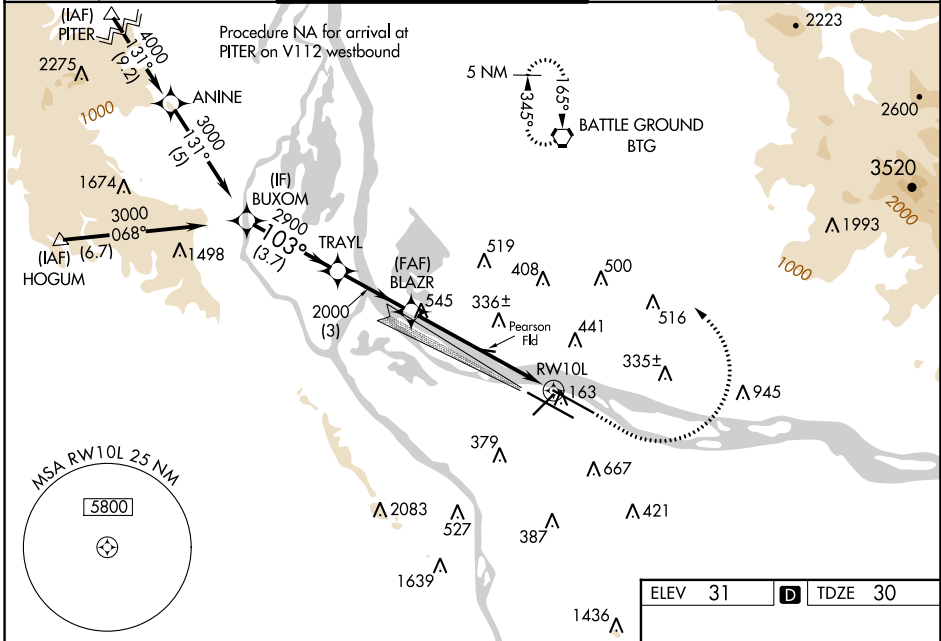 (IAF)
PITER
4000
131°
(9.2)
Procedure NA for arrival at
PITER on V112 westbound
2223
2275
1000
ANINE
3000
131°
(5)
5 NM
345°
165°
BATTLE GROUND
BTG
2600
3520
2000
1674
(IF)
BUXOM
3000
068°
(6.7)
(IAF)
HOGUM
1498
2900
103°
(3.7)
TRAYL
1993
1000
(FAF)
BLAZR
545
519
408
500
516
336±
2000
(3)
Pearson
Fld
441
335±
RW10L
163
945
379
667
MSA RW10L 25 NM
5800
2083
527
387
421
1639
1436
ELEV 31 D TDZE 30